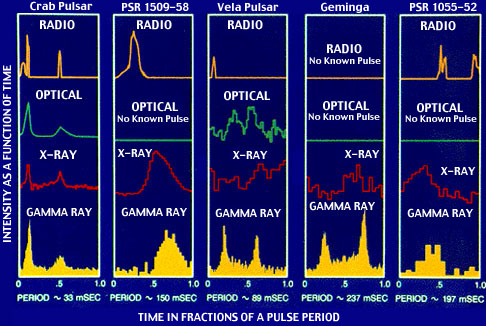 Crab Pulsar PSR 1509-58 Vela Pulsar Geminga PSR 1055-52
INTENSITY AS A FUNCTION OF TIME
RADIO RADIO RADIO RADIO RADIO
No Known Pulse
OPTICAL OPTICAL OPTICAL OPTICAL OPTICAL
No Known Pulse No Known Pulse No Known Pulse
X-RAY X-RAY X-RAY X-RAY X-RAY
GAMMA RAY GAMMA RAY GAMMA RAY GAMMA RAY GAMMA RAY
0 .5 1.0 0 .5 1.0 0 .5 1.0 0 .5 1.0 0 .5 1.0
PERIOD ~ 33 mSEC PERIOD ~ 150 mSEC PERIOD ~ 89 mSEC PERIOD ~ 237 mSEC PERIOD ~ 197 mSEC
TIME IN FRACTIONS OF A PULSE PERIOD